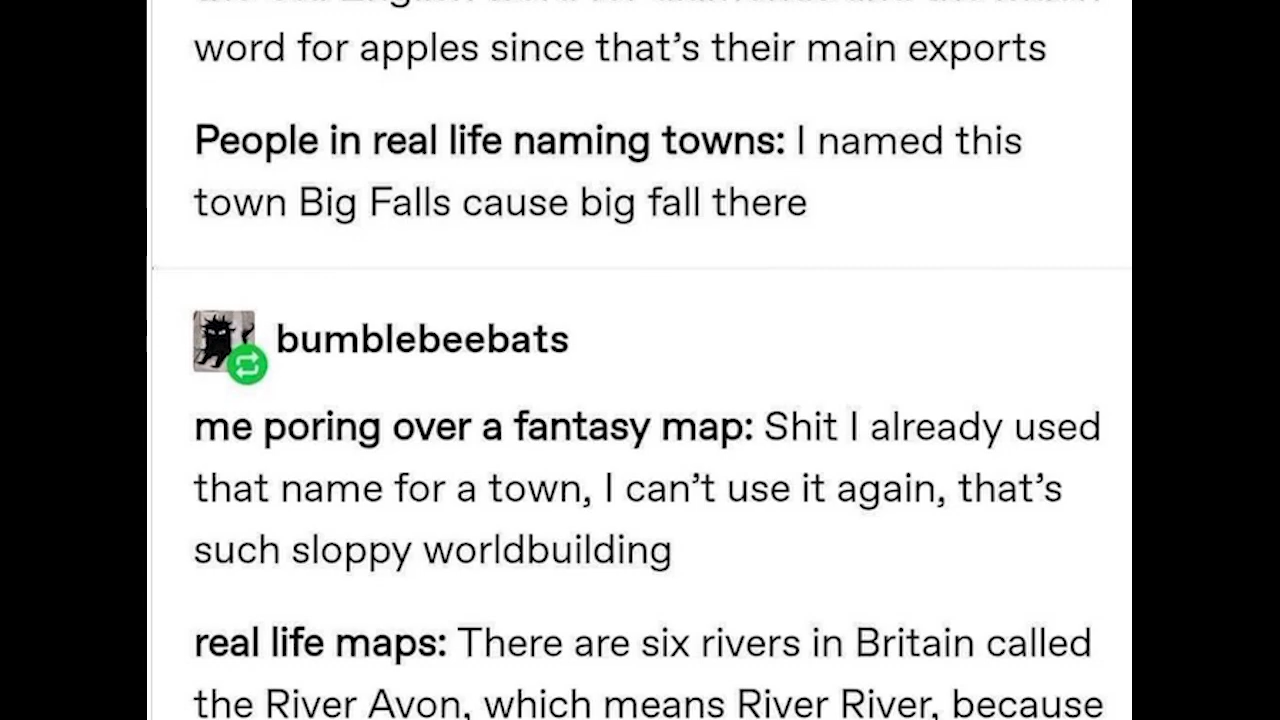 word for apples since that’s their main exports
People in real life naming towns: I named this
town Big Falls cause big fall there
bumblebeebats
me poring over a fantasy map: Shit I already used
that name for a town, I can’t use it again, that’s
such sloppy worldbuilding
real life maps: There are six rivers in Britain called
the River Avon, which means River River, because